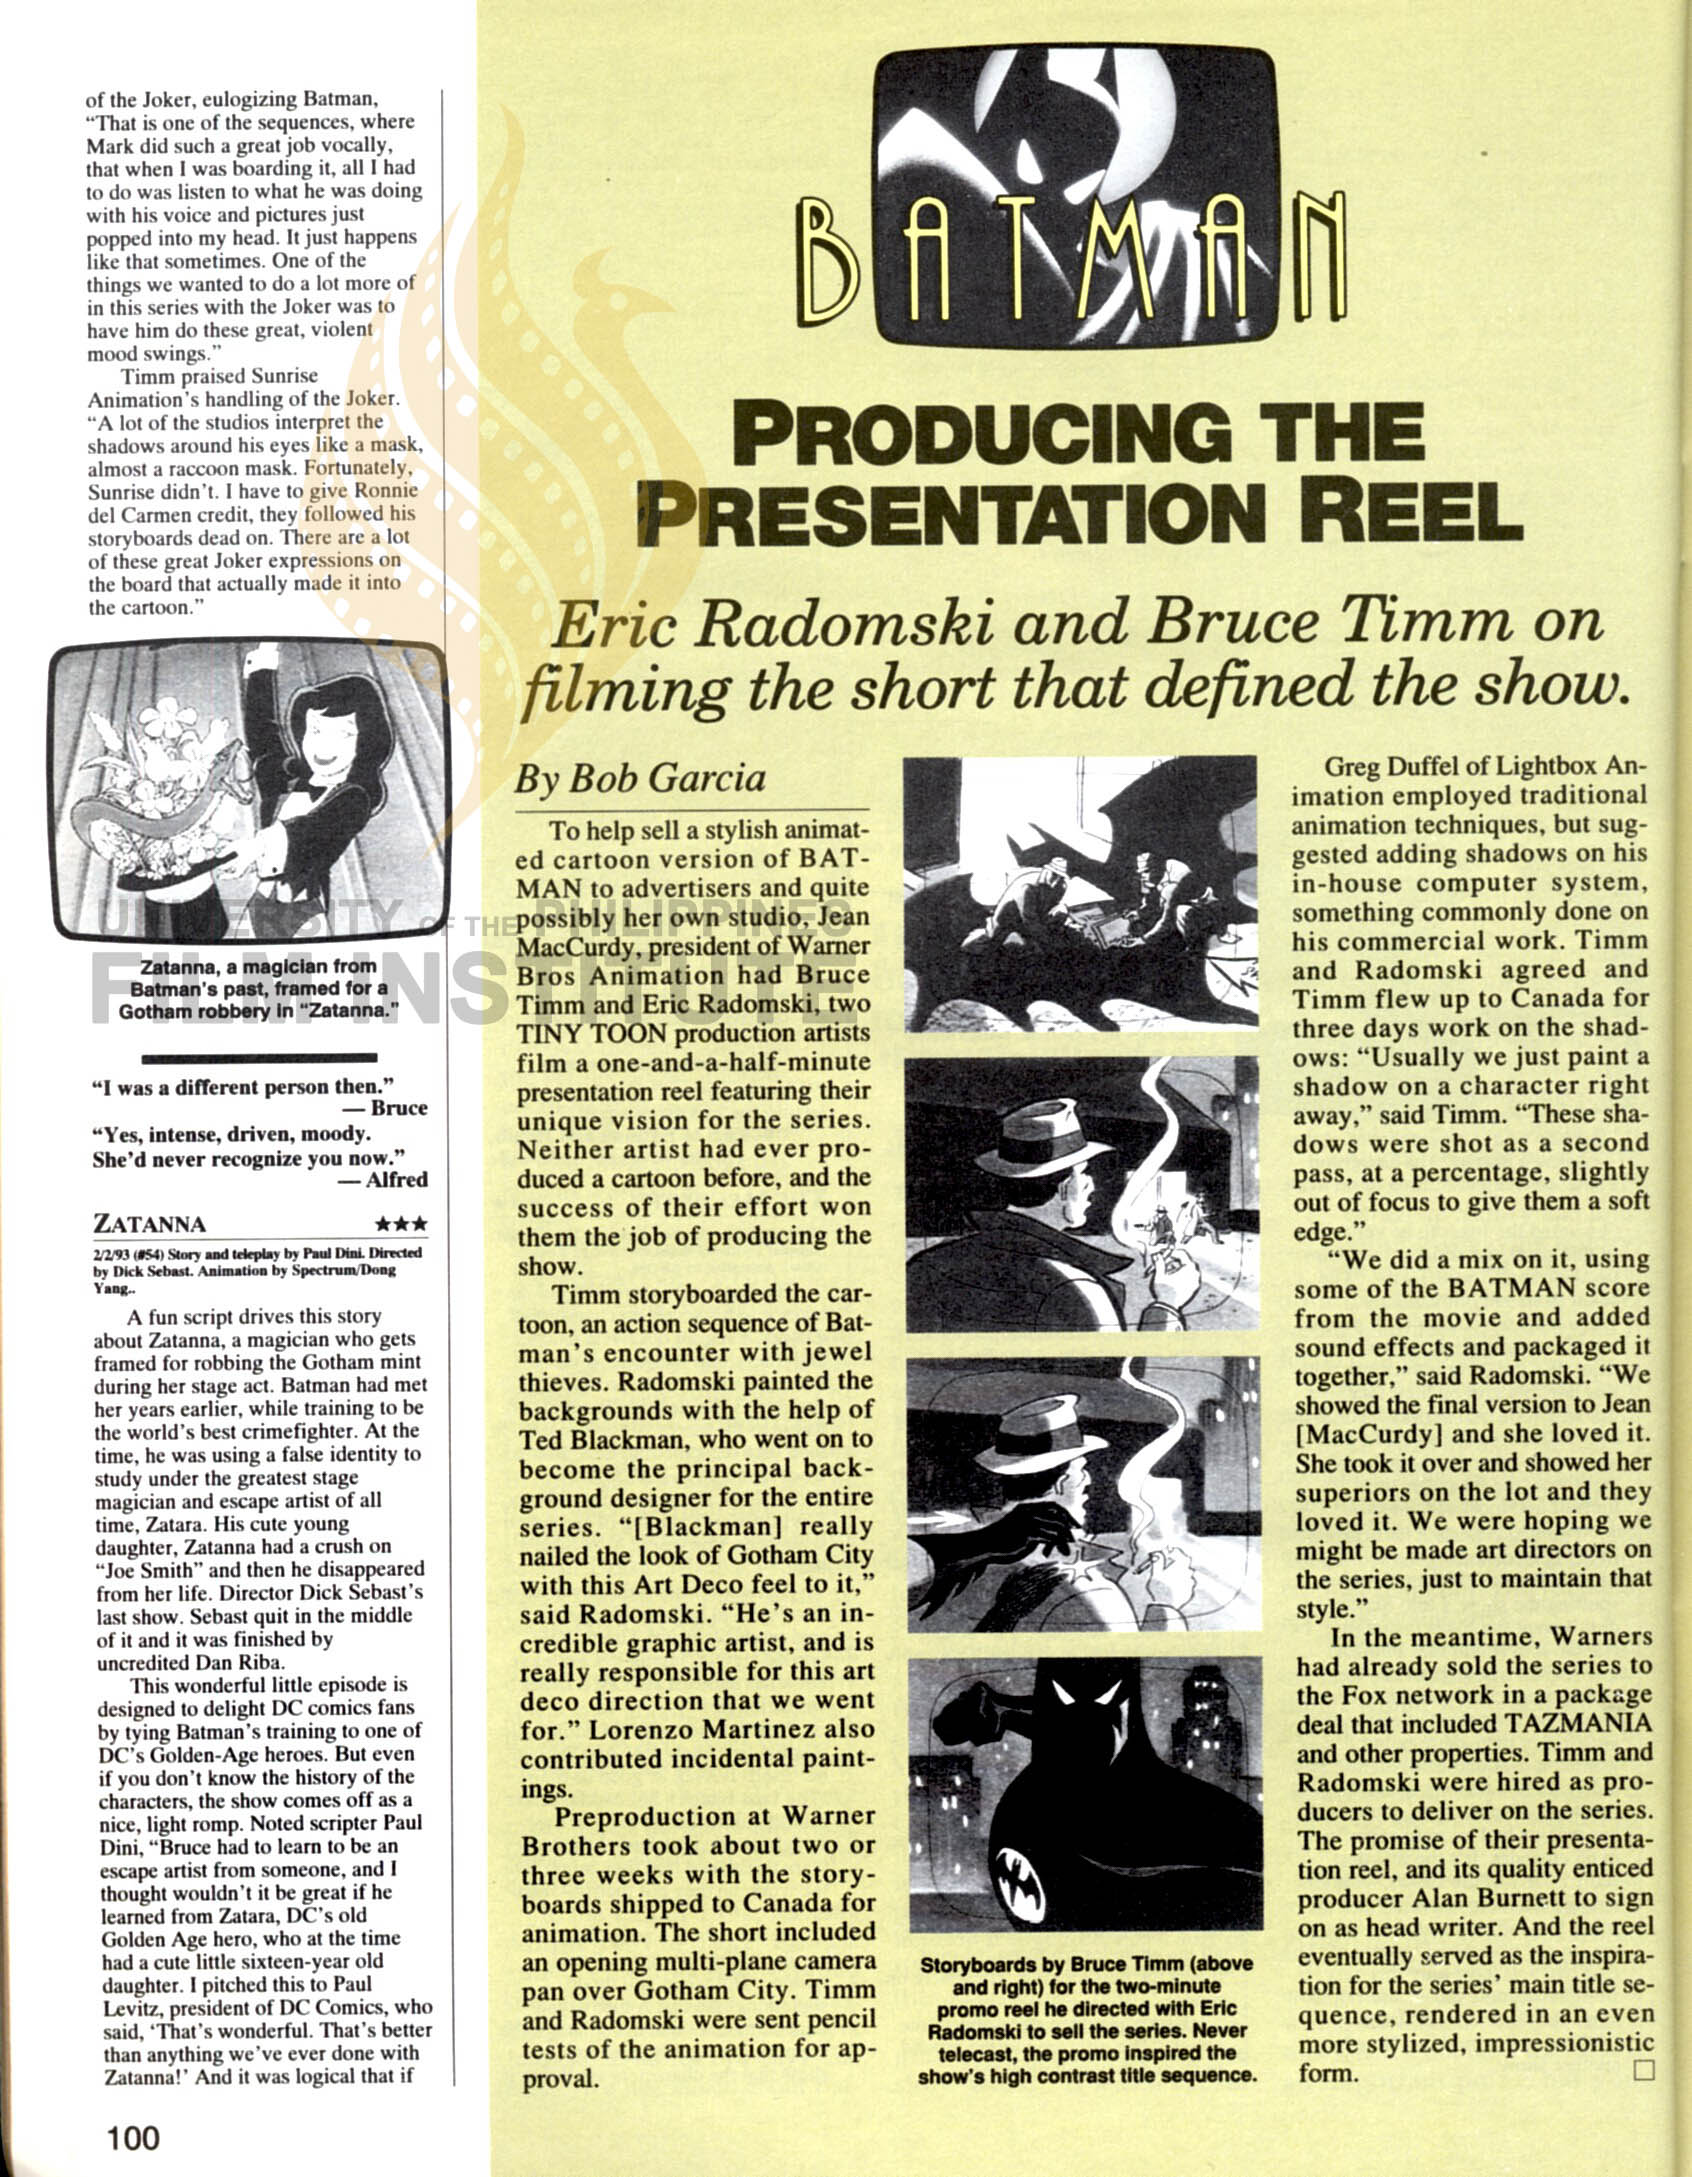 of the Joker, eulogizing Batman,
“That is one of the sequences, where
Mark did such a great job vocally,
that when I was boarding it, all I had
to do was listen to what he was doing
with his voice and pictures just
popped into my head. It just happens
like that sometimes. One of the
things we wanted to do a lot more of
in this series with the Joker was to
have him do these great, violent
mood swings.”
Timm praised Sunrise
Animation’s handling of the Joker.
“A lot of the studios interpret the
shadows around his eyes like a mask,
almost a raccoon mask. Fortunately,
Sunrise didn’t. I have to give Ronnie
del Carmen credit, they followed his
storyboards dead on. There are a lot
of these great Joker expressions on
the board that actually made it into
the cartoon.”
Zatanna, a magician from
Batman’s past, framed for a
Gotham robbery in “Zatanna.”
“I was a different person then.”
— Bruce
“Yes, intense, driven, moody.
She’d never recognize you now.”
— Alfred
ZATANNA ★★★
2/2/93 (#54) Story and teleplay by Paul Dini. Directed
by Dick Sebast. Animation by Spectrum/Dong
Yang..
A fun script drives this story
about Zatanna, a magician who gets
framed for robbing the Gotham mint
during her stage act. Batman had met
her years earlier, while training to be
the world’s best crimefighter. At the
time, he was using a false identity to
study under the greatest stage
magician and escape artist of all
time, Zatara. His cute young
daughter, Zatanna had a crush on
“Joe Smith” and then he disappeared
from her life. Director Dick Sebast’s
last show. Sebast quit in the middle
of it and it was finished by
uncredited Dan Riba.
This wonderful little episode is
designed to delight DC comics fans
by tying Batman’s training to one of
DC’s Golden-Age heroes. But even
if you don’t know the history of the
characters, the show comes off as a
nice, light romp. Noted scripter Paul
Dini, “Bruce had to learn to be an
escape artist from someone, and I
thought wouldn’t it be great if he
learned from Zatara, DC’s old
Golden Age hero, who at the time
had a cute little sixteen-year old
daughter. I pitched this to Paul
Levitz, president of DC Comics, who
said, ‘That’s wonderful. That’s better
than anything we’ve ever done with
Zatanna!’ And it was logical that if
100
BATMAN
PRODUCING THE
PRESENTATION REEL
Eric Radomski and Bruce Timm on
filming the short that defined the show.
By Bob Garcia
To help sell a stylish animat-
ed cartoon version of BAT-
MAN to advertisers and quite
possibly her own studio, Jean
MacCurdy, president of Warner
Bros Animation had Bruce
Timm and Eric Radomski, two
TINY TOON production artists
film a one-and-a-half-minute
presentation reel featuring their
unique vision for the series.
Neither artist had ever pro-
duced a cartoon before, and the
success of their effort won
them the job of producing the
show.
Timm storyboarded the car-
toon, an action sequence of Bat-
man’s encounter with jewel
thieves. Radomski painted the
backgrounds with the help of
Ted Blackman, who went on to
become the principal back-
ground designer for the entire
series. “[Blackman] really
nailed the look of Gotham City
with this Art Deco feel to it,”
said Radomski. “He’s an in-
credible graphic artist, and is
really responsible for this art
deco direction that we went
for.” Lorenzo Martinez also
contributed incidental paint-
ings.
Preproduction at Warner
Brothers took about two or
three weeks with the story-
boards shipped to Canada for
animation. The short included
an opening multi-plane camera
pan over Gotham City. Timm
and Radomski were sent pencil
tests of the animation for ap-
proval.
Storyboards by Bruce Timm (above
and right) for the two-minute
promo reel he directed with Eric
Radomski to sell the series. Never
telecast, the promo inspired the
show’s high contrast title sequence.
Greg Duffel of Lightbox An-
imation employed traditional
animation techniques, but sug-
gested adding shadows on his
in-house computer system,
something commonly done on
his commercial work. Timm
and Radomski agreed and
Timm flew up to Canada for
three days work on the shad-
ows: “Usually we just paint a
shadow on a character right
away,” said Timm. “These sha-
dows were shot as a second
pass, at a percentage, slightly
out of focus to give them a soft
edge.”
“We did a mix on it, using
some of the BATMAN score
from the movie and added
sound effects and packaged it
together,” said Radomski. “We
showed the final version to Jean
[MacCurdy] and she loved it.
She took it over and showed her
superiors on the lot and they
loved it. We were hoping we
might be made art directors on
the series, just to maintain that
style.”
In the meantime, Warners
had already sold the series to
the Fox network in a package
deal that included TAZMANIA
and other properties. Timm and
Radomski were hired as pro-
ducers to deliver on the series.
The promise of their presenta-
tion reel, and its quality enticed
producer Alan Burnett to sign
on as head writer. And the reel
eventually served as the inspira-
tion for the series’ main title se-
quence, rendered in an even
more stylized, impressionistic
form. □
UNIVERSITY OF THE PHILIPPINES
FILM INSTITUTE